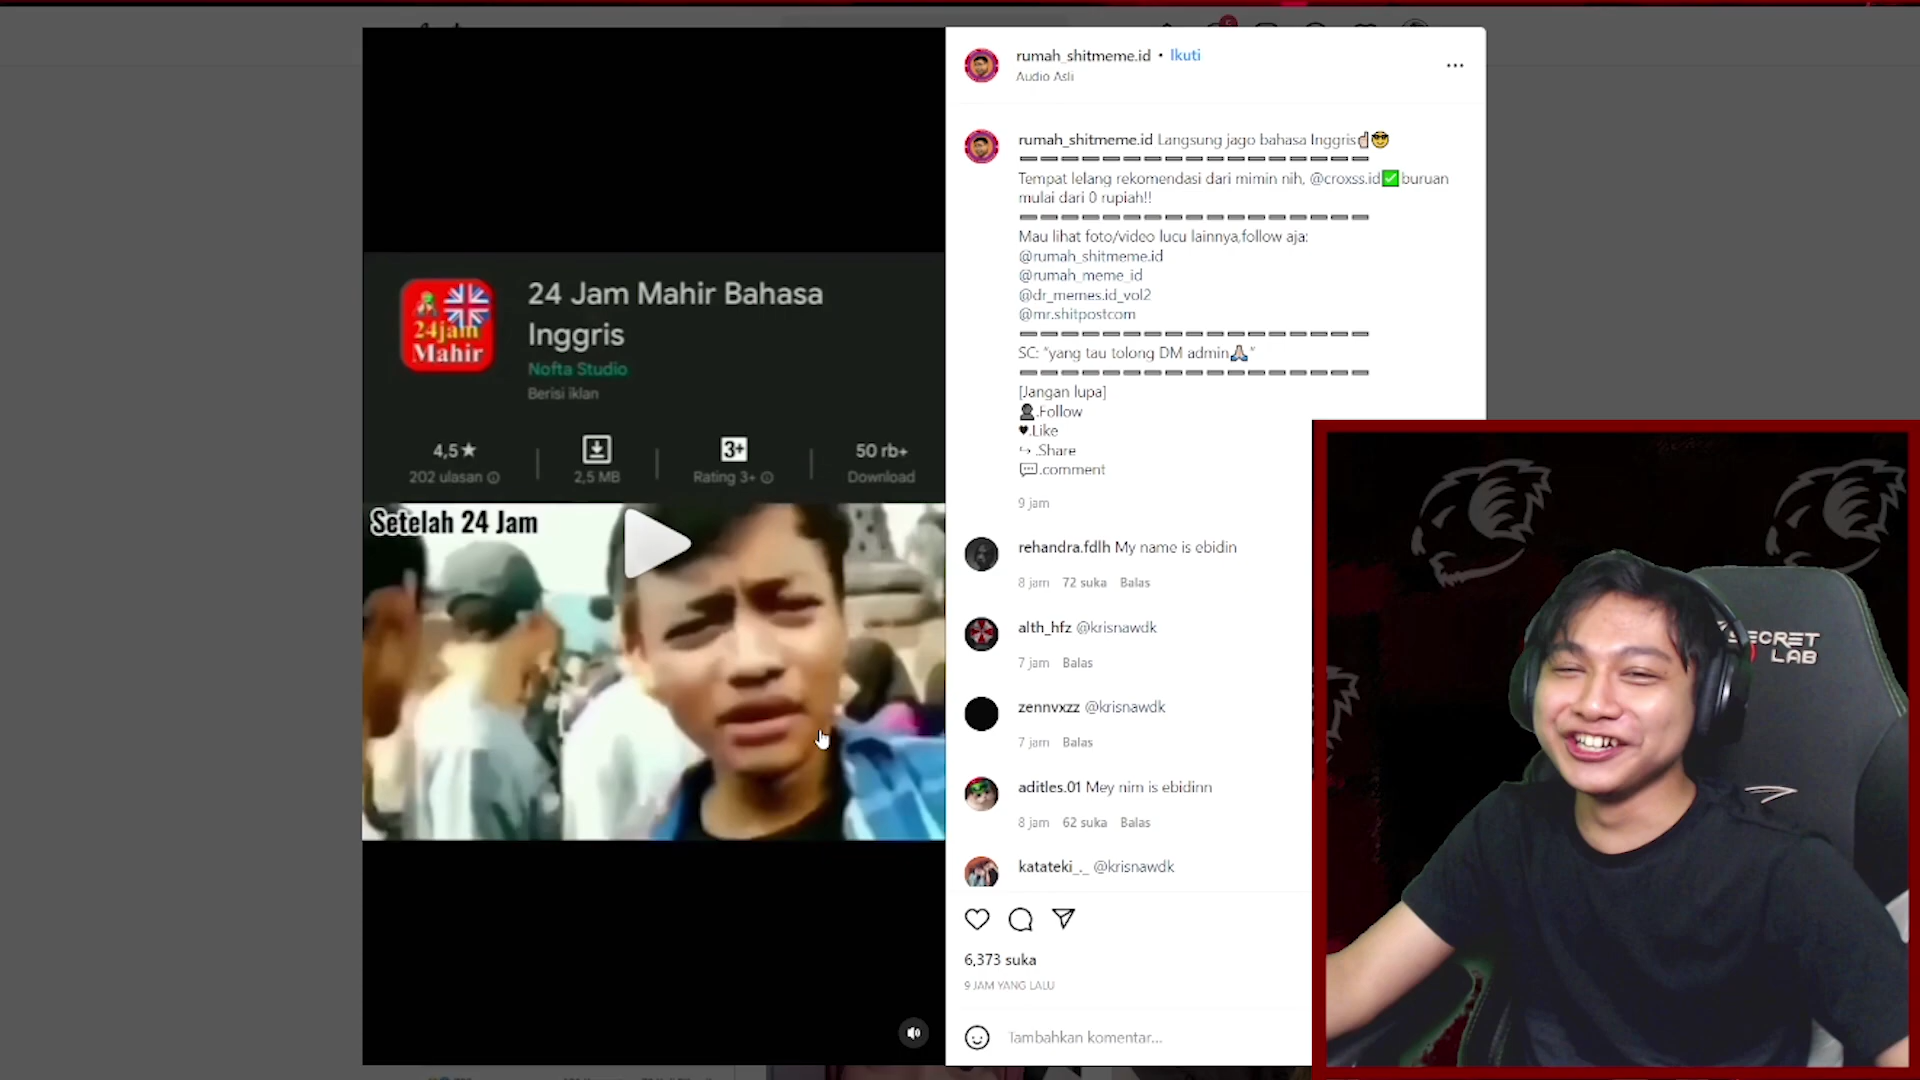 24 Jam Mahir Bahasa
Inggris
24jam
Mahir
Nofta Studio
Berisi iklan
4,5★
202 ulasan
2,5 MB
3+
Rating 3+
50 rb+
Download
Setelah 24 Jam
rumah_shitmeme.id • Ikuti
Audio Asli
rumah_shitmeme.id Langsung jago bahasa Inggris☝🏻😎
Tempat lelang rekomendasi dari mimin nih, @croxss.id✅buruan
mulai dari 0 rupiah!!
Mau lihat foto/video lucu lainnya,follow aja:
@rumah_shitmeme.id
@rumah_meme_id
@dr_memes.id_vol2
@mr.shitpostcom
SC: “yang tau tolong DM admin🙏🏻”
[Jangan lupa]
👤.Follow
♥.Like
↪.Share
💬.comment
9 jam
rehandra.fdlh My name is ebidin
8 jam 72 suka Balas
alth_hfz @krisnawdk
7 jam Balas
zennvxzz @krisnawdk
7 jam Balas
aditles.01 Mey nim is ebidinn
8 jam 62 suka Balas
katateki_._ @krisnawdk
6,373 suka
9 JAM YANG LALU
Tambahkan komentar...
SECRET
LAB